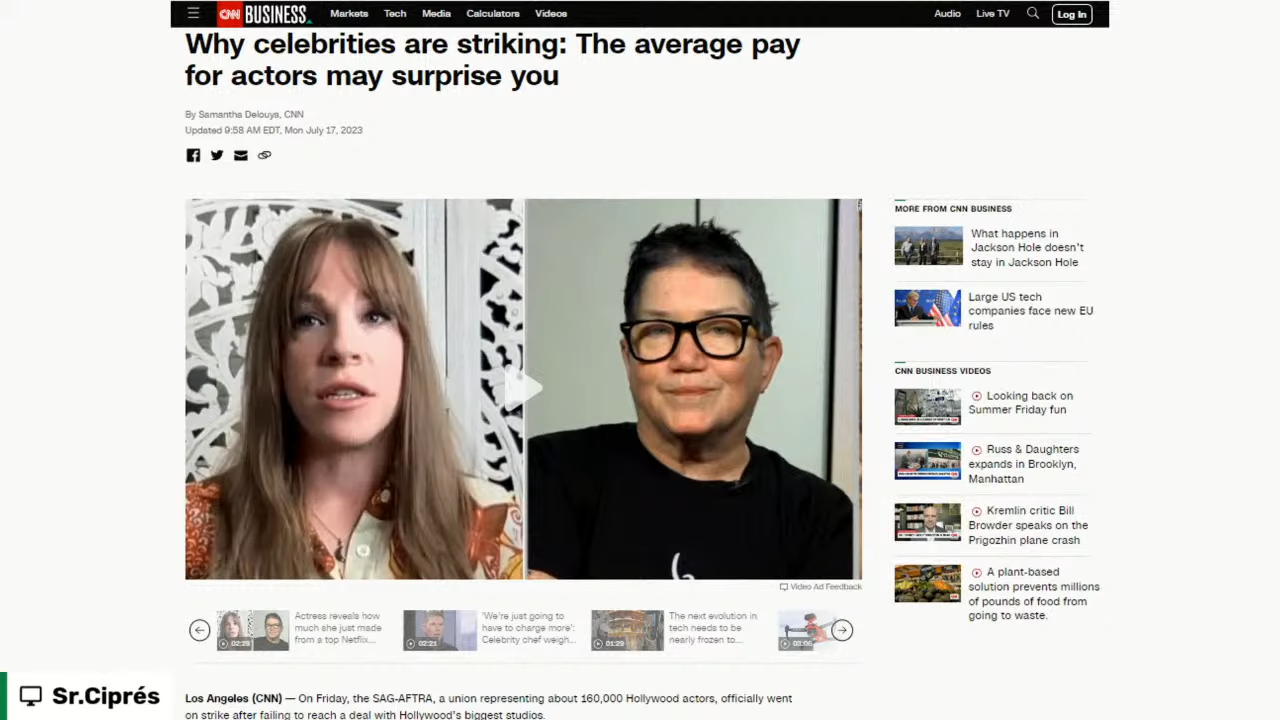 CNN BUSINESS Markets Tech Media Calculators Videos Audio Live TV Log In
Why celebrities are striking: The average pay
for actors may surprise you
By Samantha Delouya, CNN
Updated 9:58 AM EDT, Mon July 17, 2023
Video Ad Feedback
02:29
Actress reveals how
much she just made
from a top Netflix...
02:21
'We're just going to
have to charge more':
Celebrity chef weigh...
01:29
The next evolution in
tech needs to be
nearly frozen to...
03:06
Los Angeles (CNN) — On Friday, the SAG-AFTRA, a union representing about 160,000 Hollywood actors, officially went
on strike after failing to reach a deal with Hollywood's biggest studios.
MORE FROM CNN BUSINESS
What happens in
Jackson Hole doesn't
stay in Jackson Hole
Large US tech
companies face new EU
rules
CNN BUSINESS VIDEOS
Looking back on
Summer Friday fun
Russ & Daughters
expands in Brooklyn,
Manhattan
Kremlin critic Bill
Browder speaks on the
Prigozhin plane crash
A plant-based
solution prevents millions
of pounds of food from
going to waste.
Sr.Ciprés